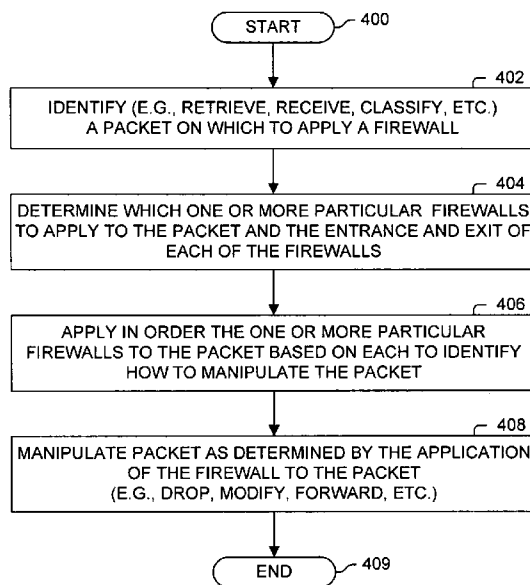 START
400
402
IDENTIFY (E.G., RETRIEVE, RECEIVE, CLASSIFY, ETC.)
A PACKET ON WHICH TO APPLY A FIREWALL
404
DETERMINE WHICH ONE OR MORE PARTICULAR FIREWALLS
TO APPLY TO THE PACKET AND THE ENTRANCE AND EXIT OF
EACH OF THE FIREWALLS
406
APPLY IN ORDER THE ONE OR MORE PARTICULAR
FIREWALLS TO THE PACKET BASED ON EACH TO IDENTIFY
HOW TO MANIPULATE THE PACKET
408
MANIPULATE PACKET AS DETERMINED BY THE APPLICATION
OF THE FIREWALL TO THE PACKET
(E.G., DROP, MODIFY, FORWARD, ETC.)
END
409